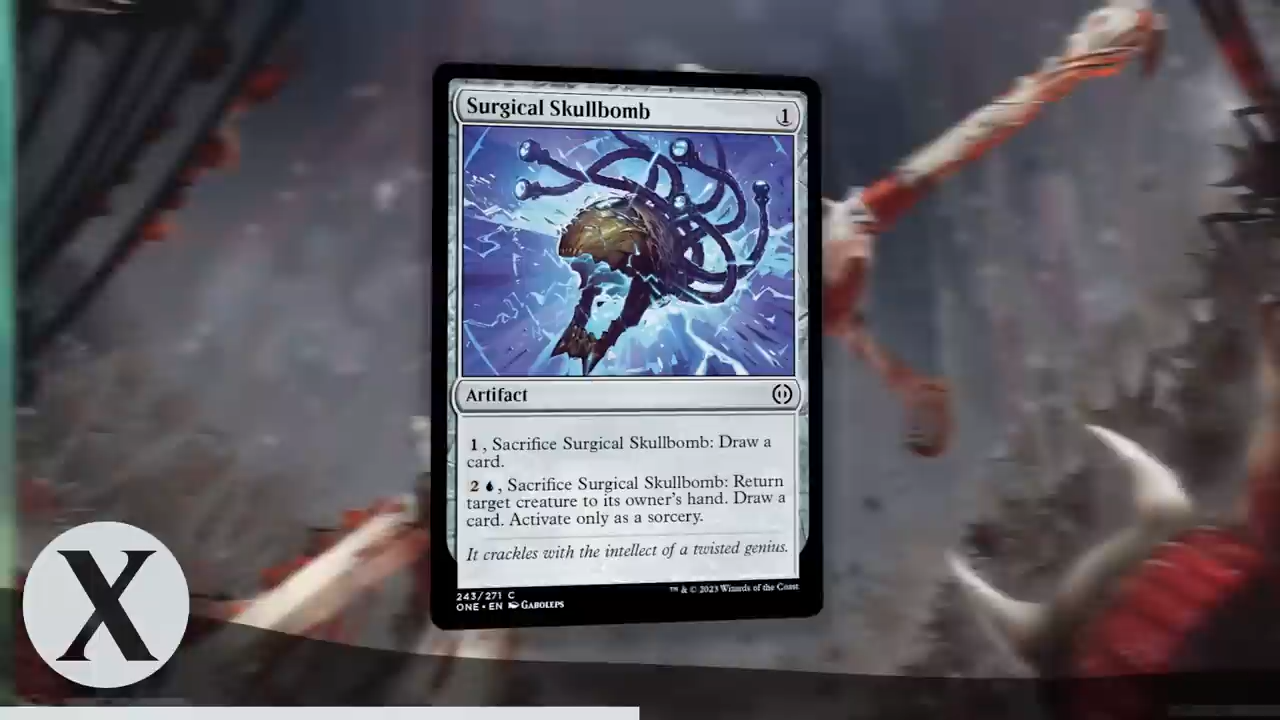 Surgical Skullbomb 1
Artifact
1, Sacrifice Surgical Skullbomb: Draw a
card.
2, Sacrifice Surgical Skullbomb: Return
target creature to its owner's hand. Draw a
card. Activate only as a sorcery.
It crackles with the intellect of a twisted genius.
243/271 C
™ & © 2023 Wizards of the Coast
ONE • EN GABOLEPS
X